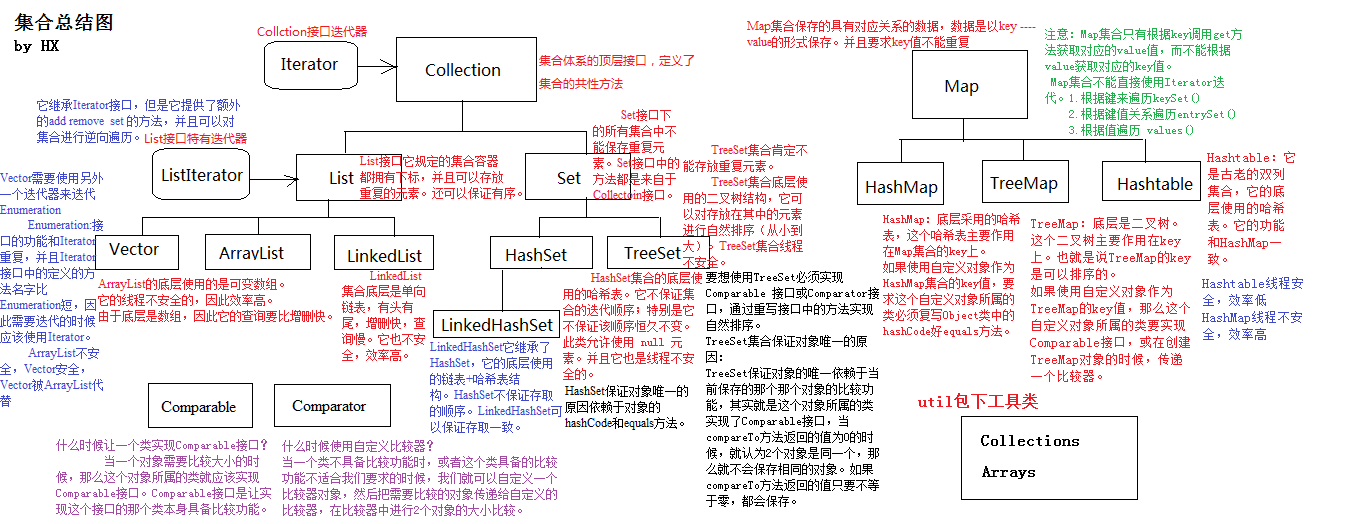 集合总结图
by HX
Collction接口迭代器
Iterator
Collection
集合体系的顶层接口，定义了
集合的共性方法
它继承Iterator接口，但是它提供了额外
的add remove  set 的方法，并且可以对
集合进行逆向遍历。
List接口特有迭代器
ListIterator
List
List接口它规定的集合容器
都拥有下标，并且可以存放
重复的元素。还可以保证有序。
Set
Set接口下
的所有集合中不
能保存重复元
素。Set接口中的
方法都是来自于
Collectoin接口。
Vector需要使用另外
一个迭代器来迭代
Enumeration
Enumeration:接
口的功能和Iterator
重复，并且Iterator
接口中的定义的方
法名字比
Enumeration短，因
此需要迭代的时候
应该使用Iterator。
ArrayList不安
全，Vector安全，
Vector被ArrayList代
替
Vector
ArrayList
LinkedList
ArrayList的底层使用的是可变数组。
它的线程不安全的，因此效率高。
由于底层是数组，因此它的查询要比增删快。
LinkedList
集合底层是单向
链表，有头有
尾，增删快，查
询慢。它也不安
全，效率高。
HashSet
TreeSet
LinkedHashSet
LinkedHashSet它继承了
HashSet，它的底层使用
的链表+哈希表结
构。HashSet不保证存取
的顺序。LinkedHashSet可
以保证存取一致。
HashSet集合的底层使
用的哈希表。它不保证集
合的迭代顺序；特别是它
不保证该顺序恒久不变。
此类允许使用 null 元
素。并且它也是线程不安
全的。
HashSet保证对象唯一的
原因依赖于对象的
hashCode和equals方法。
TreeSet集合肯定不
能存放重复元素。
TreeSet集合底层使
用的二叉树结构，它可
以对存放在其中的元素
进行自然排序（从小到
大）。TreeSet集合线程
不安全。
要想使用TreeSet必须实现
Comparable 接口或Comparator接
口，通过重写接口中的方法实现
自然排序。
TreeSet集合保证对象唯一的原
因：
TreeSet保证对象的唯一依赖于当
前保存的那个那个对象的比较功
能，其实就是这个对象所属的类
实现了Comparable接口，当
compareTo方法返回的值为0的时
候，就认为2个对象是同一个，那
么就不会保存相同的对象。如果
compareTo方法返回的值只要不等
于零，都会保存。
Comparable
Comparator
什么时候让一个类实现Comparable接口？
当一个对象需要比较大小的时
候，那么这个对象所属的类就应该实现
Comparable接口。Comparable接口是让实
现这个接口的那个类本身具备比较功能。
什么时候使用自定义比较器？
当一个类不具备比较功能时，或者这个类具备的比较
功能不适合我们要求的时候，我们就可以自定义一个
比较器对象，然后把需要比较的对象传递给自定义的
比较器，在比较器中进行2个对象的大小比较。
Map集合保存的具有对应关系的数据，数据是以key ----
value的形式保存。并且要求key值不能重复
Map
注意：Map集合只有根据key调用get方
法获取对应的value值，而不能根据
value获取对应的key值。
Map集合不能直接使用Iterator迭
代。1.根据键来遍历keySet()
2.根据键值关系遍历entrySet()
3.根据值遍历 values()
HashMap
TreeMap
Hashtable
HashMap：底层采用的哈希
表，这个哈希表主要作用
在Map集合的key上。
如果使用自定义对象作为
HashMap集合的key值，要
求这个自定义对象所属的
类必须复写Object类中的
hashCode好equals方法。
TreeMap：底层是二叉树。
这个二叉树主要作用在key
上。也就是说TreeMap的key
是可以排序的。
如果使用自定义对象作为
TreeMap的key值，那么这个
自定义对象所属的类要实现
Comparable接口，或在创建
TreeMap对象的时候，传递
一个比较器。
Hashtable：它
是古老的双列
集合，它的底
层使用的哈希
表。它的功能
和HashMap一
致。
Hashtable线程安
全，效率低
HashMap线程不安
全，效率高
util包下工具类
Collections
Arrays